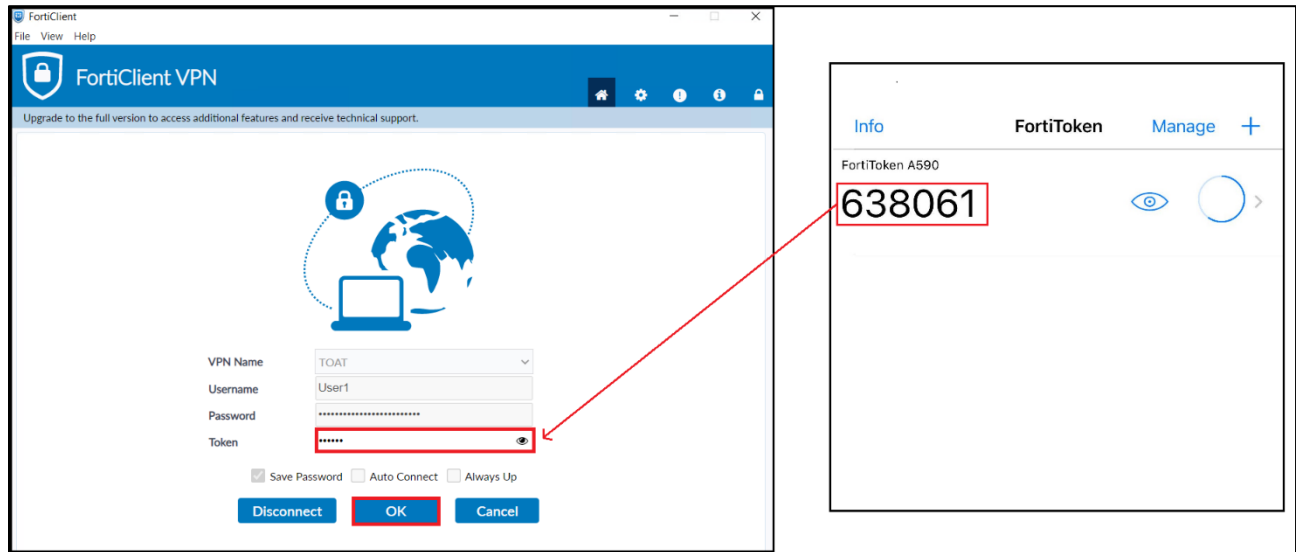 FortiClient
File View Help
FortiClient VPN
Upgrade to the full version to access additional features and receive technical support.
VPN Name
TOAT
Username
User1
Password
••••••••••••••••••••••••
Token
••••••
Save Password Auto Connect Always Up
Disconnect OK Cancel
Info FortiToken Manage +
FortiToken A590
638061